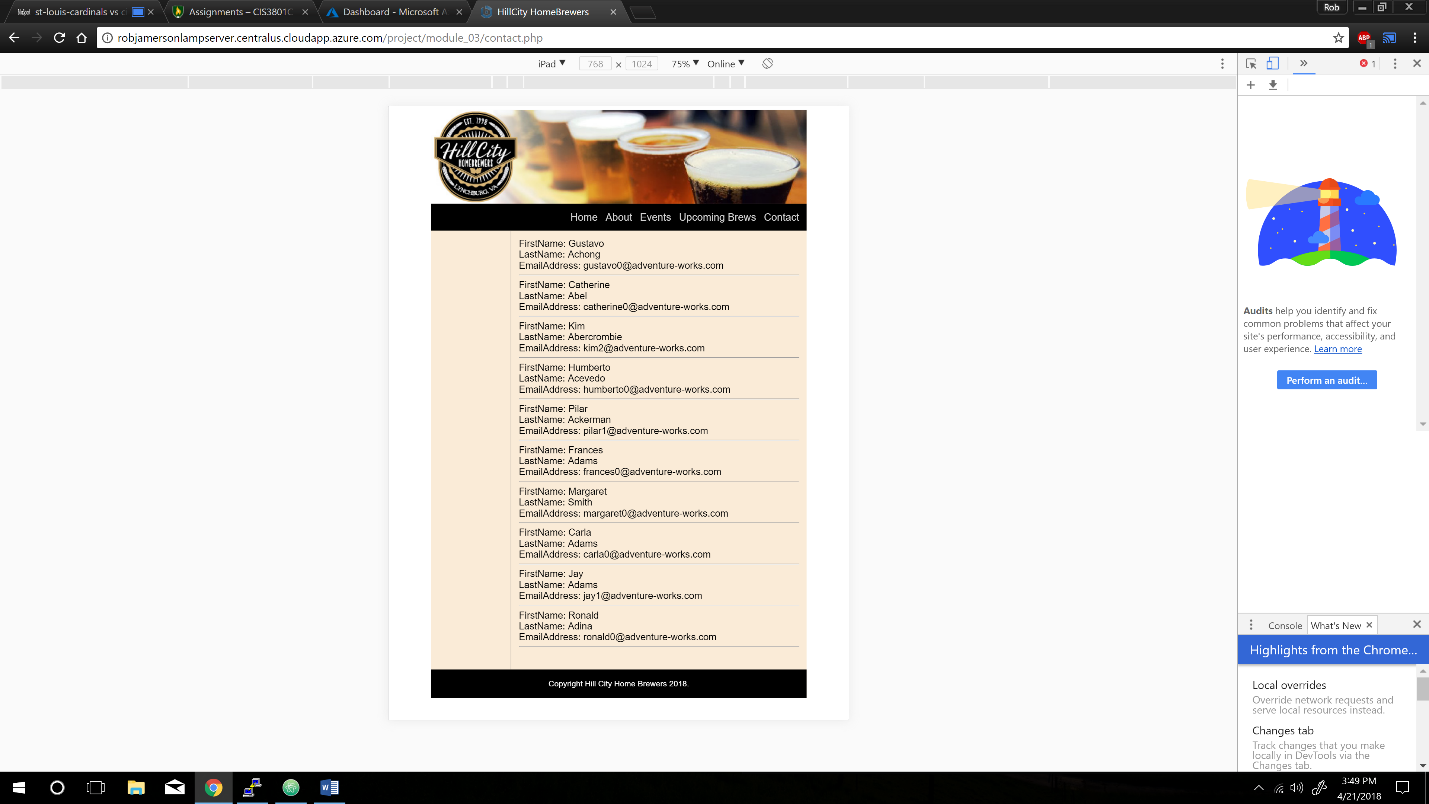 st-louis-cardinals vs c
Assignments – CIS3801C
Dashboard - Microsoft A
HillCity HomeBrewers
Rob
robjamersonlampserver.centralus.cloudapp.azure.com/project/module_03/contact.php
ABP
1
iPad ▼ 768 x 1024 75% ▼ Online ▼
1
EST. 1998
HillCity
HOMEBREWERS
LYNCHBURG, VA
Home About Events Upcoming Brews Contact
FirstName: Gustavo
LastName: Achong
EmailAddress: gustavo0@adventure-works.com
FirstName: Catherine
LastName: Abel
EmailAddress: catherine0@adventure-works.com
FirstName: Kim
LastName: Abercrombie
EmailAddress: kim2@adventure-works.com
FirstName: Humberto
LastName: Acevedo
EmailAddress: humberto0@adventure-works.com
FirstName: Pilar
LastName: Ackerman
EmailAddress: pilar1@adventure-works.com
FirstName: Frances
LastName: Adams
EmailAddress: frances0@adventure-works.com
FirstName: Margaret
LastName: Smith
EmailAddress: margaret0@adventure-works.com
FirstName: Carla
LastName: Adams
EmailAddress: carla0@adventure-works.com
FirstName: Jay
LastName: Adams
EmailAddress: jay1@adventure-works.com
FirstName: Ronald
LastName: Adina
EmailAddress: ronald0@adventure-works.com
Copyright Hill City Home Brewers 2018.
Audits help you identify and fix
common problems that affect your
site's performance, accessibility, and
user experience. Learn more
Perform an audit...
Console What's New
Highlights from the Chrome...
Local overrides
Override network requests and
serve local resources instead.
Changes tab
Track changes that you make
locally in DevTools via the
Changes tab.
3:49 PM
4/21/2018